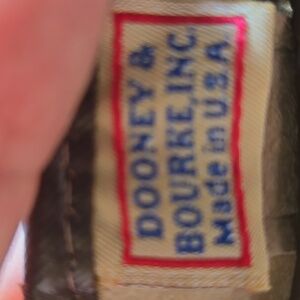 DOONEY &
BOURKE, INC.
Made in U.S.A